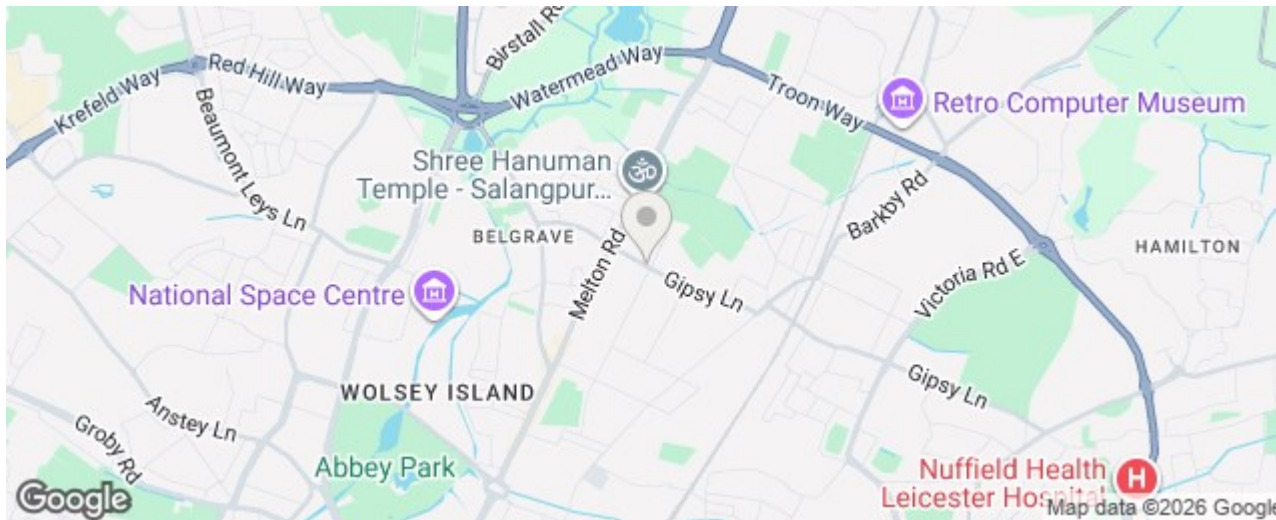 Birstall Rd
Krefeld Way
Red Hill Way
Watermead Way
Troon Way
Retro Computer Museum
Beaumont Leys Ln
Shree Hanuman
Temple - Salangpur...
Barkby Rd
BELGRAVE
Melton Rd
HAMILTON
Victoria Rd E
National Space Centre
Gipsy Ln
WOLSEY ISLAND
Gipsy Ln
Anstey Ln
Groby Rd
Abbey Park
Nuffield Health
Leicester Hospital
Google
Map data ©2026 Google